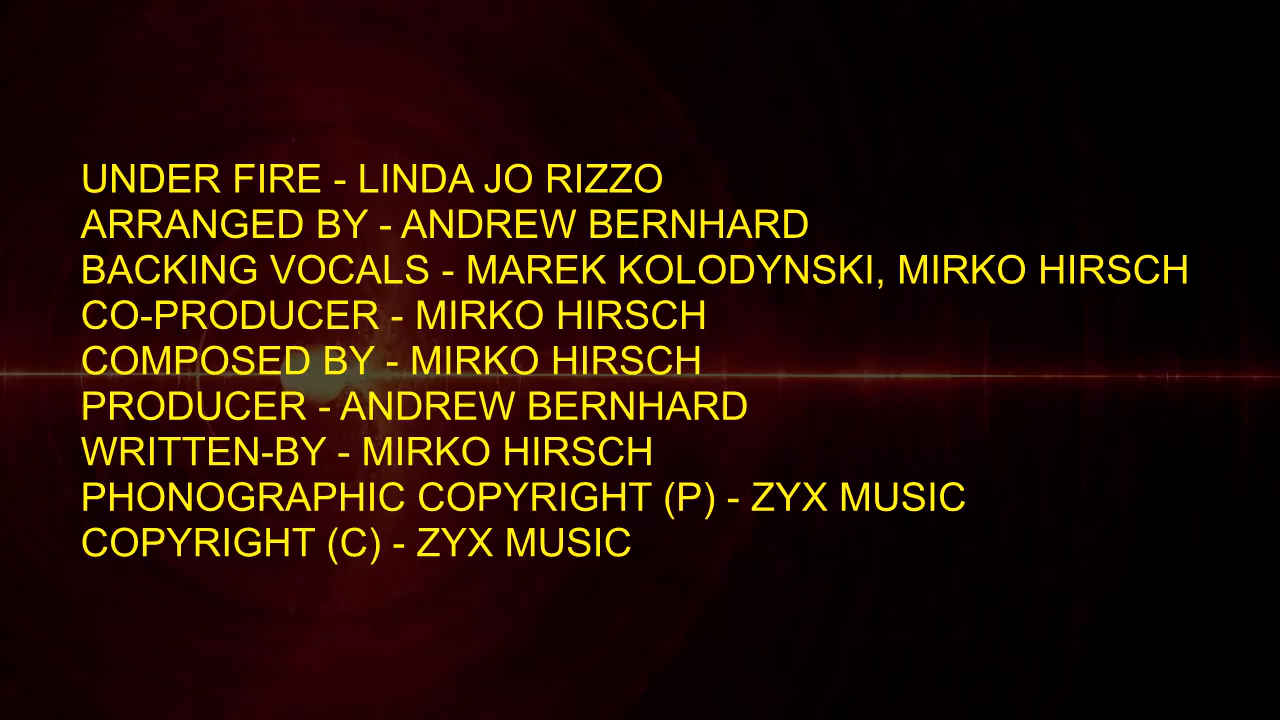 UNDER FIRE - LINDA JO RIZZO
ARRANGED BY - ANDREW BERNHARD
BACKING VOCALS - MAREK KOLODYNSKI, MIRKO HIRSCH
CO-PRODUCER - MIRKO HIRSCH
COMPOSED BY - MIRKO HIRSCH
PRODUCER - ANDREW BERNHARD
WRITTEN-BY - MIRKO HIRSCH
PHONOGRAPHIC COPYRIGHT (P) - ZYX MUSIC
COPYRIGHT (C) - ZYX MUSIC